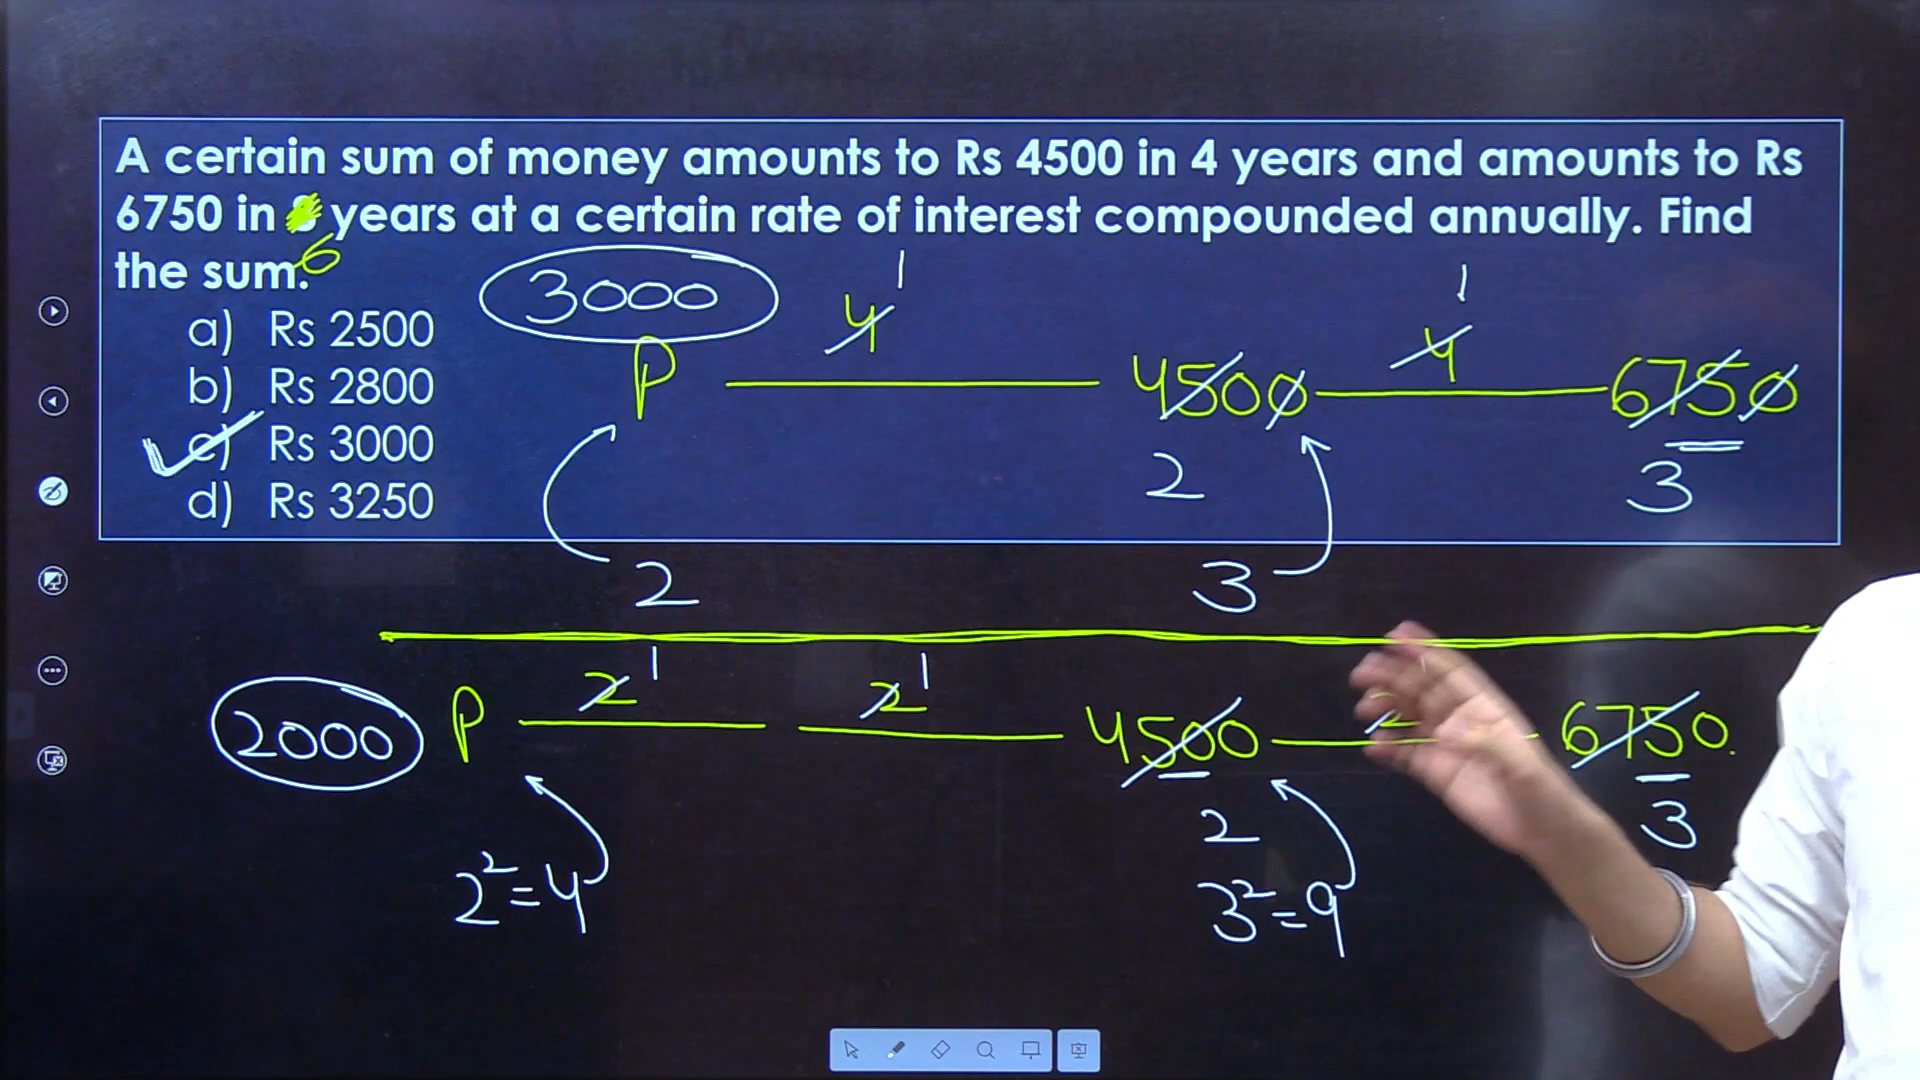 A certain sum of money amounts to Rs 4500 in 4 years and amounts to Rs
6750 in 8 years at a certain rate of interest compounded annually. Find
the sum. 6
a) Rs 2500
b) Rs 2800
c) Rs 3000
d) Rs 3250
3000
4 1 4 1
P 4500 6750
2 3
2 3
2 1 2 1 2
2000 P 4500 6750
2 3
2² = 4 3² = 9